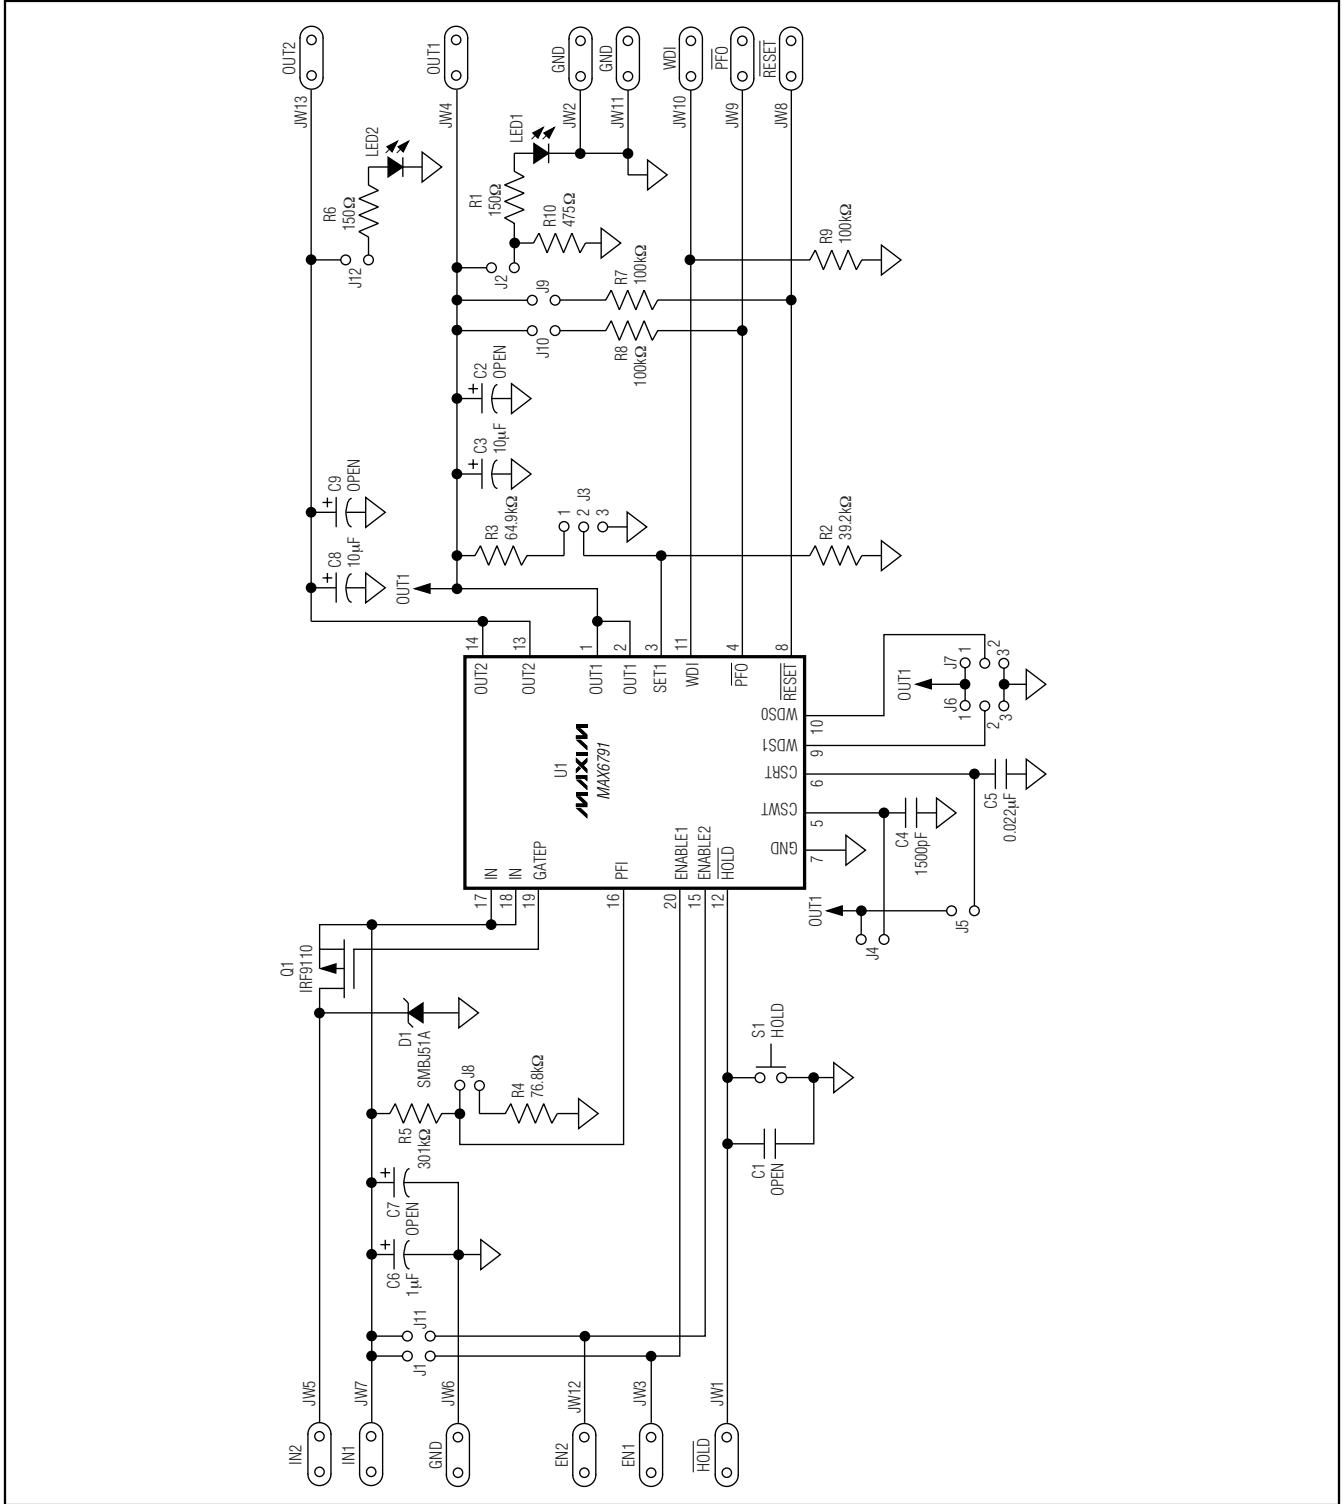 OUT2
JW13
OUT1
JW4
GND
JW2
GND
JW11
WDI
JW10
PFO
JW9
RESET
JW8
LED2
R6
150Ω
J12
LED1
R1
150Ω
R10
475Ω
J2
J9
R7
100kΩ
J10
R8
100kΩ
R9
100kΩ
C2
OPEN
C3
10µF
C9
OPEN
C8
10µF
OUT1
R3
64.9kΩ
1
2
3
J3
R2
39.2kΩ
14
13
1
2
3
11
4
8
OUT2
OUT2
OUT1
OUT1
SET1
WDI
PFO
RESET
U1
MAXIM
MAX6791
WDS0
10
WDS1
9
CSRT
6
CSWT
5
GND
7
OUT1
J7
1
2
3
J6
1
2
3
C5
0.022µF
C4
1500pF
OUT1
J5
J4
IN
IN
GATEP
PFI
ENABLE1
ENABLE2
HOLD
17
18
19
16
20
15
12
Q1
IRF9110
D1
SMBJ51A
J8
R4
76.8kΩ
R5
301kΩ
S1
HOLD
C1
OPEN
C7
OPEN
C6
1µF
J11
J1
JW5
IN2
JW7
IN1
JW6
GND
JW12
EN2
JW3
EN1
JW1
HOLD